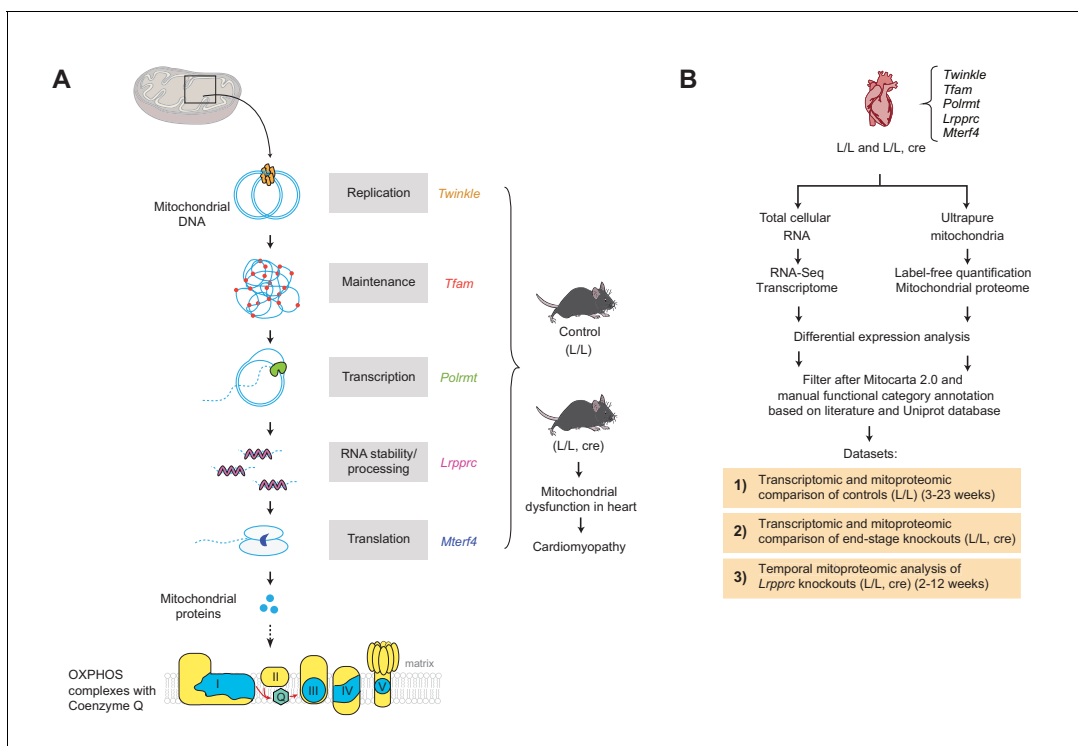 A
Mitochondrial
DNA
Replication
Twinkle
Maintenance
Tfam
Transcription
Polrmt
RNA stability/
processing
Lrpprc
Translation
Mterf4
Mitochondrial
proteins
OXPHOS
complexes with
Coenzyme Q
I
II
Q
III
IV
V
matrix
Control
(L/L)
(L/L, cre)
Mitochondrial
dysfunction in heart
Cardiomyopathy
B
Twinkle
Tfam
Polrmt
Lrpprc
Mterf4
L/L and L/L, cre
Total cellular
RNA
Ultrapure
mitochondria
RNA-Seq
Transcriptome
Label-free quantification
Mitochondrial proteome
Differential expression analysis
Filter after Mitocarta 2.0 and
manual functional category annotation
based on literature and Uniprot database
Datasets:
1) Transcriptomic and mitoproteomic
comparison of controls (L/L) (3-23 weeks)
2) Transcriptomic and mitoproteomic
comparison of end-stage knockouts (L/L, cre)
3) Temporal mitoproteomic analysis of
Lrpprc knockouts (L/L, cre) (2-12 weeks)